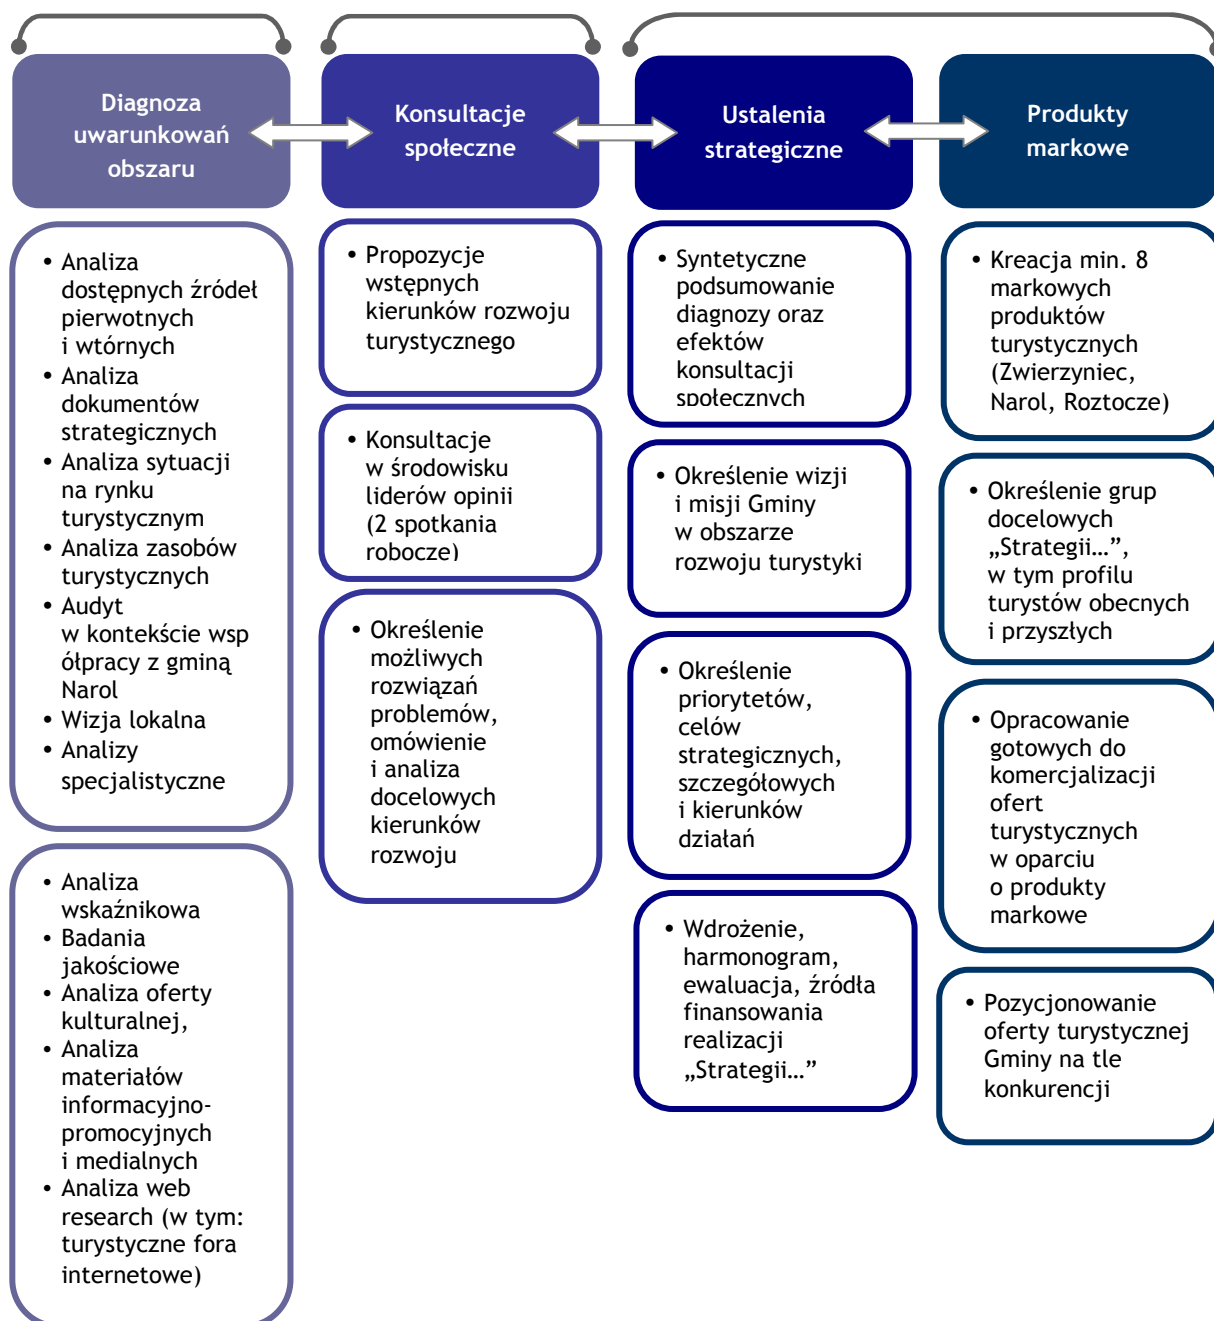 Diagnoza
uwarunkowań
obszaru
Konsultacje
społeczne
Ustalenia
strategiczne
Produkty
markowe
• Analiza
dostępnych źródeł
pierwotnych
i wtórnych
• Analiza
dokumentów
strategicznych
• Analiza sytuacji
na rynku
turystycznym
• Analiza zasobów
turystycznych
• Audyt
w kontekście wsp
ółpracy z gminą
Narol
• Wizja lokalna
• Analizy
specjalistyczne
• Analiza
wskaźnikowa
• Badania
jakościowe
• Analiza oferty
kulturalnej,
• Analiza
materiałów
informacyjno-
promocyjnych
i medialnych
• Analiza web
research (w tym:
turystyczne fora
internetowe)
• Propozycje
wstępnych
kierunków rozwoju
turystycznego
• Konsultacje
w środowisku
liderów opinii
(2 spotkania
robocze)
• Określenie
możliwych
rozwiązań
problemów,
omówienie
i analiza
docelowych
kierunków
rozwoju
• Syntetyczne
podsumowanie
diagnozy oraz
efektów
konsultacji
społecznych
• Określenie wizji
i misji Gminy
w obszarze
rozwoju turystyki
• Określenie
priorytetów,
celów
strategicznych,
szczegółowych
i kierunków
działań
• Wdrożenie,
harmonogram,
ewaluacja, źródła
finansowania
realizacji
„Strategii…”
• Kreacja min. 8
markowych
produktów
turystycznych
(Zwierzyniec,
Narol, Roztocze)
• Określenie grup
docelowych
„Strategii…”,
w tym profilu
turystów obecnych
i przyszłych
• Opracowanie
gotowych do
komercjalizacji
ofert
turystycznych
w oparciu
o produkty
markowe
• Pozycjonowanie
oferty turystycznej
Gminy na tle
konkurencji